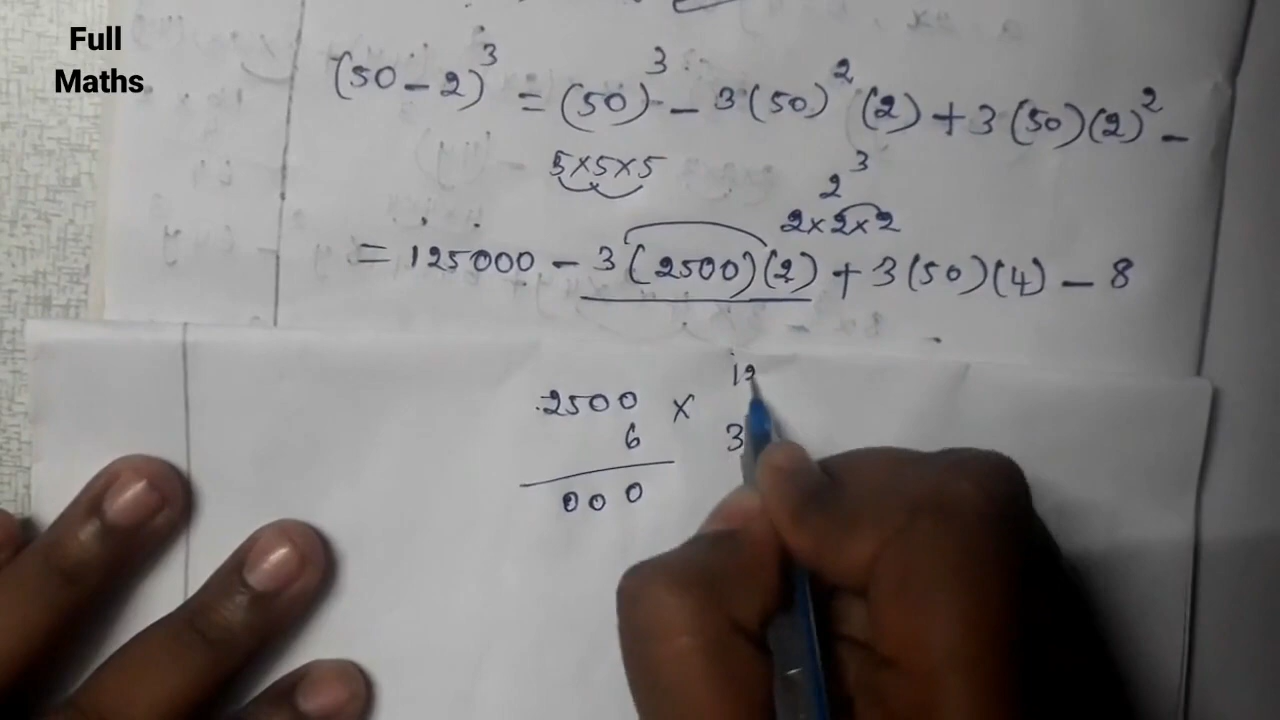 Full
Maths
(50-2)³ = (50)³ - 3(50)²(2) + 3(50)(2)² -
5×5×5
2³
2×2×2
= 125000 - 3(2500)(2) + 3(50)(4) - 8
2500 ×
6
3
000